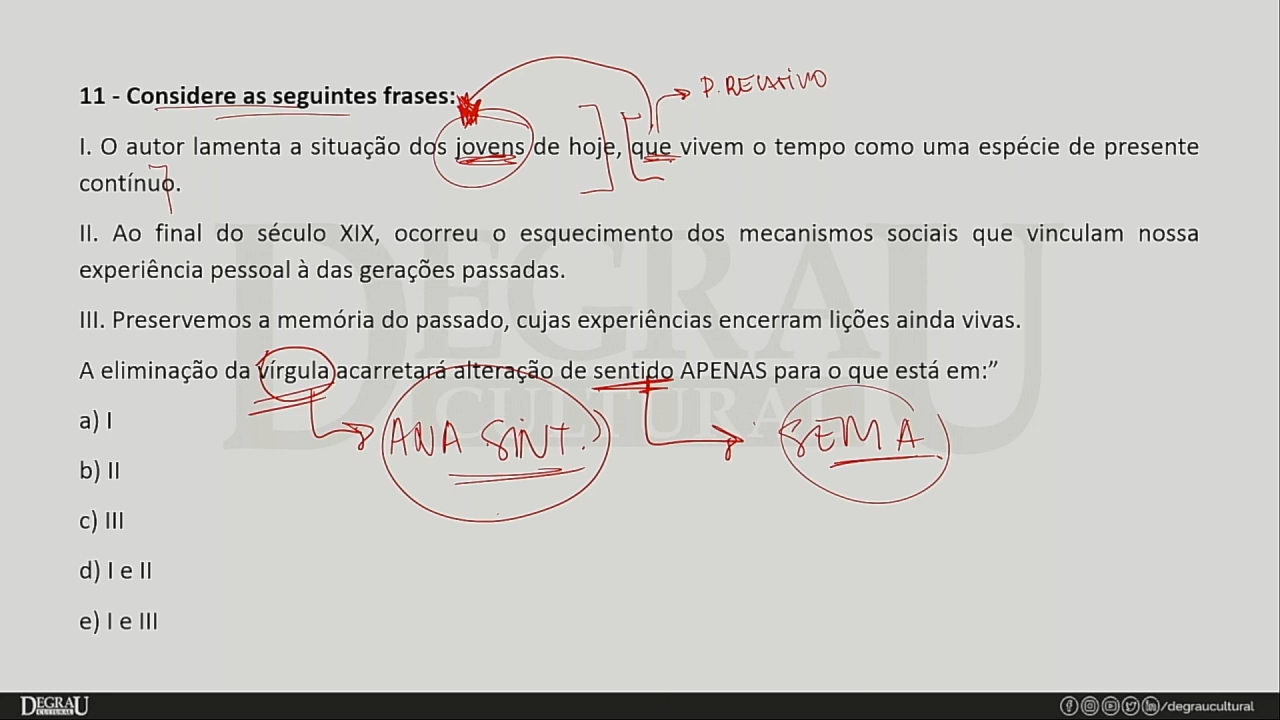 P. RELATIVO
11 - Considere as seguintes frases:
I. O autor lamenta a situação dos jovens de hoje, que vivem o tempo como uma espécie de presente
contínuo.
II. Ao final do século XIX, ocorreu o esquecimento dos mecanismos sociais que vinculam nossa
experiência pessoal à das gerações passadas.
III. Preservemos a memória do passado, cujas experiências encerram lições ainda vivas.
A eliminação da vírgula acarretará alteração de sentido APENAS para o que está em:”
a) I
ANA SINT.
SEMA
b) II
c) III
d) I e II
e) I e III
DEGRAU CULTURAL
DEGRAU CULTURAL
/degraucultural